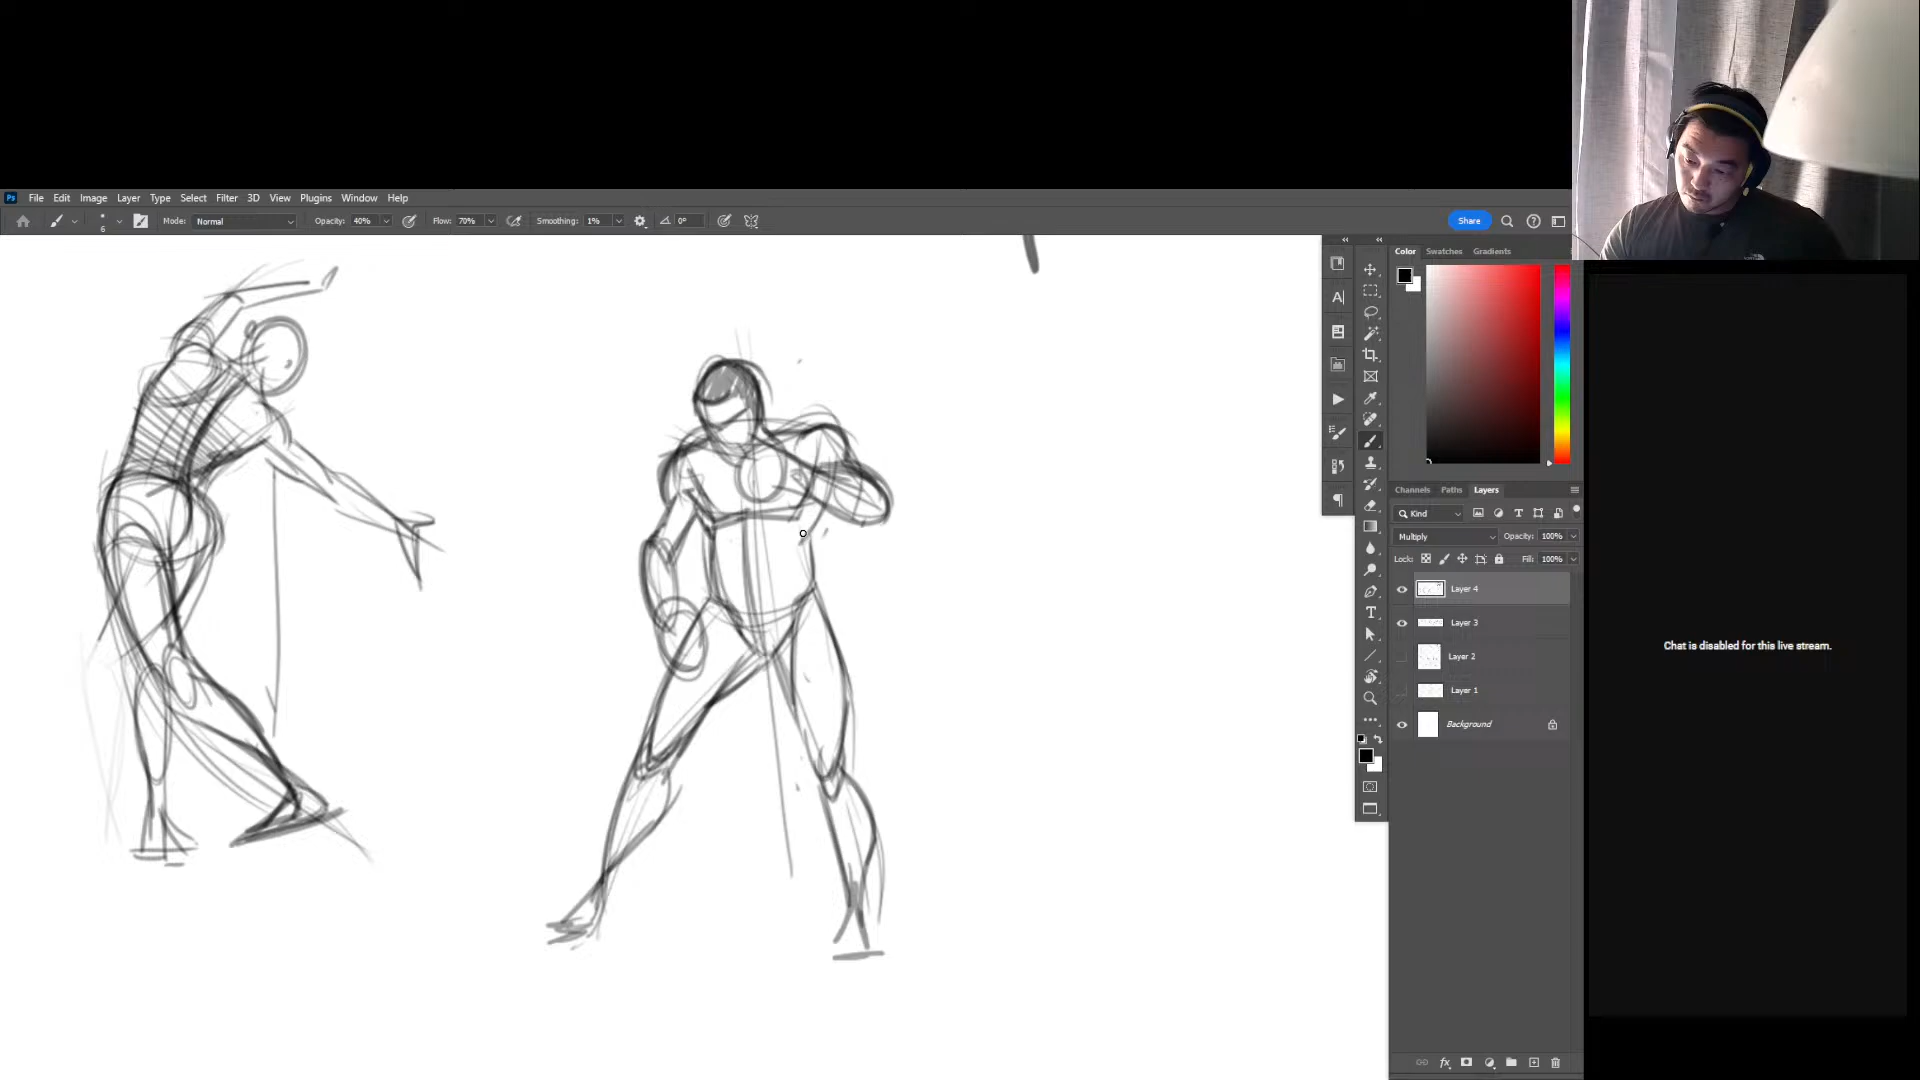 Ps File Edit Image Layer Type Select Filter 3D View Plugins Window Help
6 Mode: Normal Opacity: 40% Flow: 70% Smoothing: 1% 0° Share
Color Swatches Gradients
Channels Paths Layers
Kind
Multiply Opacity: 100%
Lock: Fill: 100%
Layer 4
Layer 3
Layer 2
Layer 1
Background
Chat is disabled for this live stream.